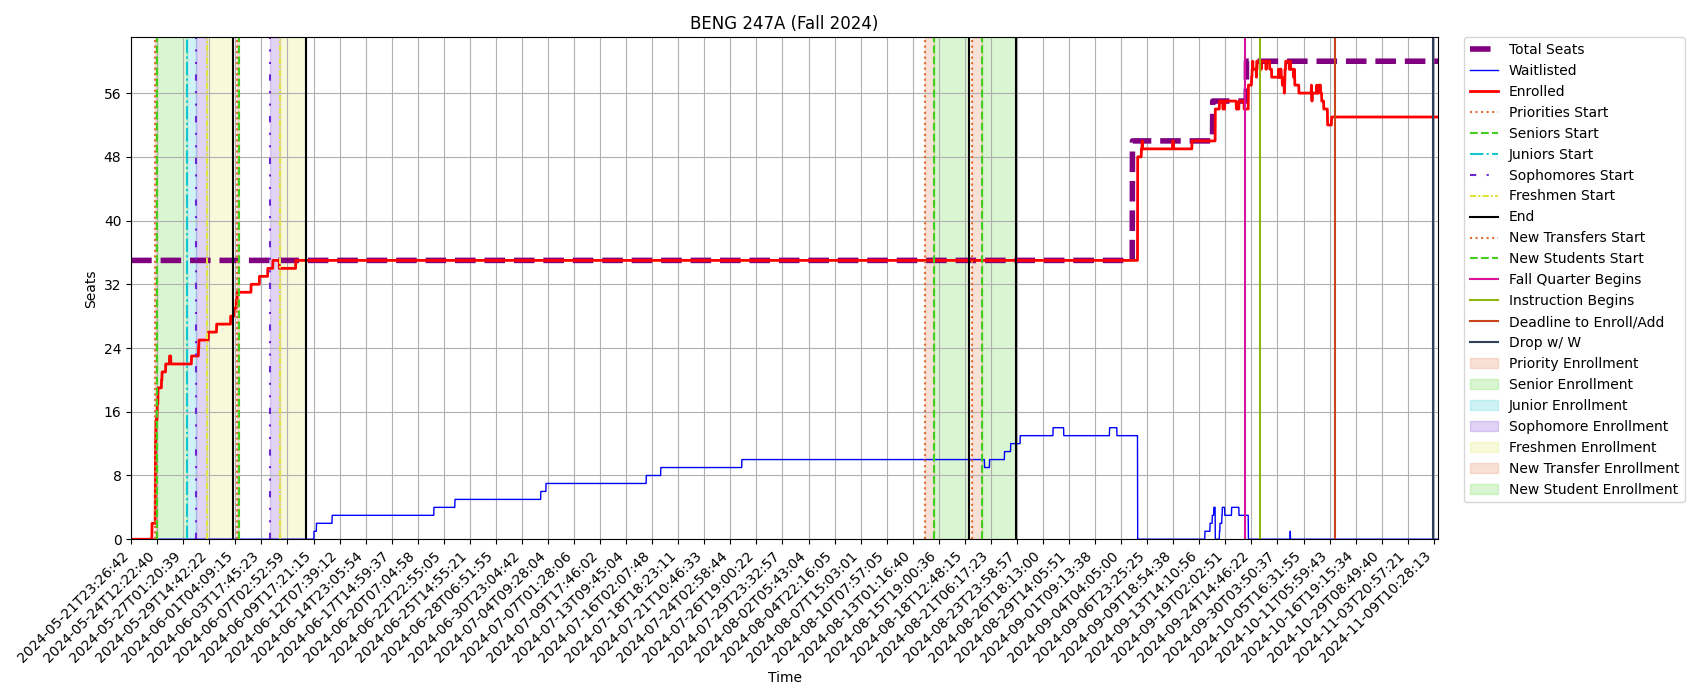 BENG 247A (Fall 2024)
Seats
56
48
40
32
24
16
8
0
2024-05-21T23:26:42
2024-05-24T12:22:40
2024-05-27T01:20:39
2024-05-29T14:42:22
2024-06-01T04:09:15
2024-06-03T17:45:23
2024-06-07T02:52:59
2024-06-09T17:21:15
2024-06-12T07:39:12
2024-06-14T23:05:54
2024-06-17T14:59:37
2024-06-20T07:04:58
2024-06-22T22:55:05
2024-06-25T14:55:21
2024-06-28T06:51:55
2024-06-30T23:04:42
2024-07-04T09:28:04
2024-07-07T01:28:06
2024-07-09T17:46:02
2024-07-13T09:45:04
2024-07-16T02:07:48
2024-07-18T18:23:11
2024-07-21T10:46:33
2024-07-24T02:58:44
2024-07-26T19:00:22
2024-07-29T23:32:57
2024-08-02T05:43:04
2024-08-04T22:16:05
2024-08-07T15:03:01
2024-08-10T07:57:05
2024-08-13T01:16:40
2024-08-15T19:00:36
2024-08-18T12:48:15
2024-08-21T06:17:23
2024-08-23T23:58:57
2024-08-26T18:13:00
2024-08-29T14:05:51
2024-09-01T09:13:38
2024-09-04T04:05:00
2024-09-06T23:25:25
2024-09-09T18:54:38
2024-09-13T14:10:56
2024-09-19T02:02:51
2024-09-24T14:46:22
2024-09-30T03:50:37
2024-10-05T16:31:55
2024-10-11T05:59:43
2024-10-16T19:15:34
2024-10-29T08:49:40
2024-11-03T20:57:21
2024-11-09T10:28:13
Time
Total Seats
Waitlisted
Enrolled
Priorities Start
Seniors Start
Juniors Start
Sophomores Start
Freshmen Start
End
New Transfers Start
New Students Start
Fall Quarter Begins
Instruction Begins
Deadline to Enroll/Add
Drop w/ W
Priority Enrollment
Senior Enrollment
Junior Enrollment
Sophomore Enrollment
Freshmen Enrollment
New Transfer Enrollment
New Student Enrollment